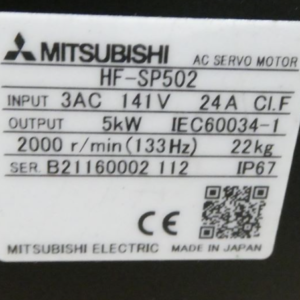 MITSUBISHI AC SERVO MOTOR
HF-SP502
INPUT 3AC 141V 24A Cl.F
OUTPUT 5kW IEC60034-1
2000 r/min(133Hz) 22kg
SER. B21160002 112 IP67
CE
MITSUBISHI ELECTRIC MADE IN JAPAN